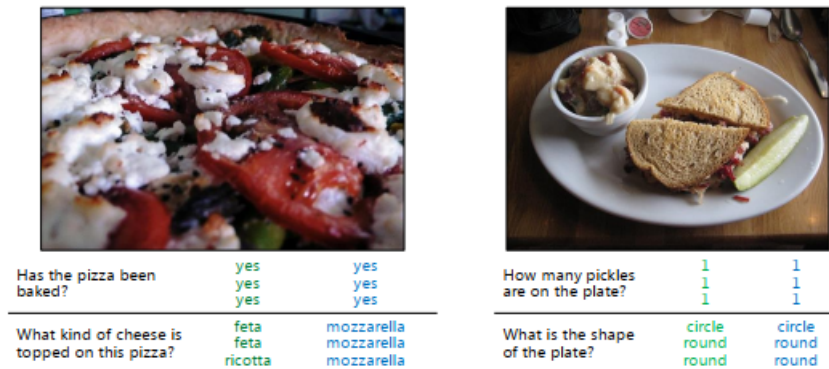 Has the pizza been
baked?
yes yes
yes yes
yes yes
What kind of cheese is
topped on this pizza?
feta mozzarella
feta mozzarella
ricotta mozzarella
How many pickles
are on the plate?
1 1
1 1
1 1
What is the shape
of the plate?
circle circle
round round
round round